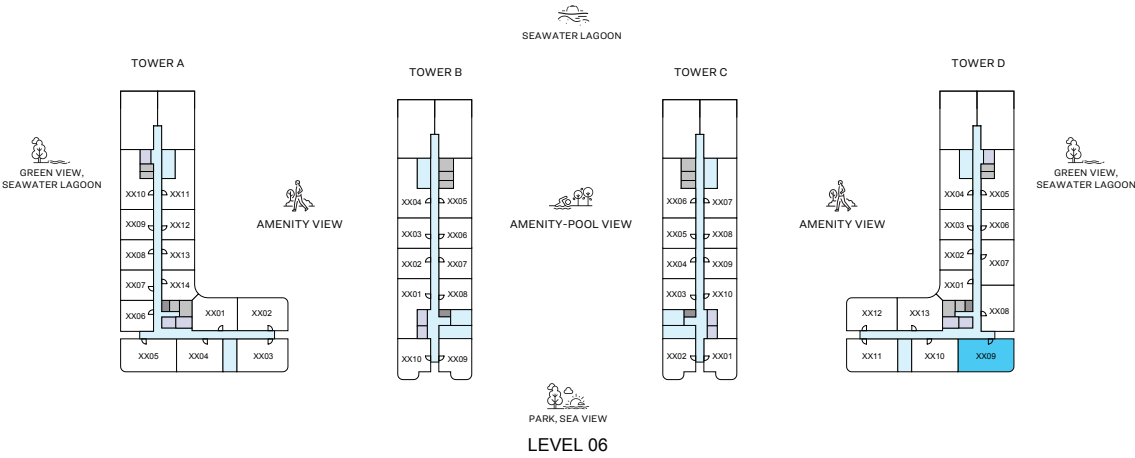 SEAWATER LAGOON
TOWER A
TOWER B
TOWER C
TOWER D
GREEN VIEW,
SEAWATER LAGOON
AMENITY VIEW
AMENITY-POOL VIEW
AMENITY VIEW
GREEN VIEW,
SEAWATER LAGOON
XX10 XX11
XX09 XX12
XX08 XX13
XX07 XX14
XX06 XX01 XX02
XX05 XX04 XX03
XX04 XX05
XX03 XX06
XX02 XX07
XX01 XX08
XX10 XX09
XX06 XX07
XX05 XX08
XX04 XX09
XX03 XX10
XX02 XX01
XX04 XX05
XX03 XX06
XX02 XX07
XX01
XX12 XX13 XX08
XX11 XX10 XX09
PARK, SEA VIEW
LEVEL 06